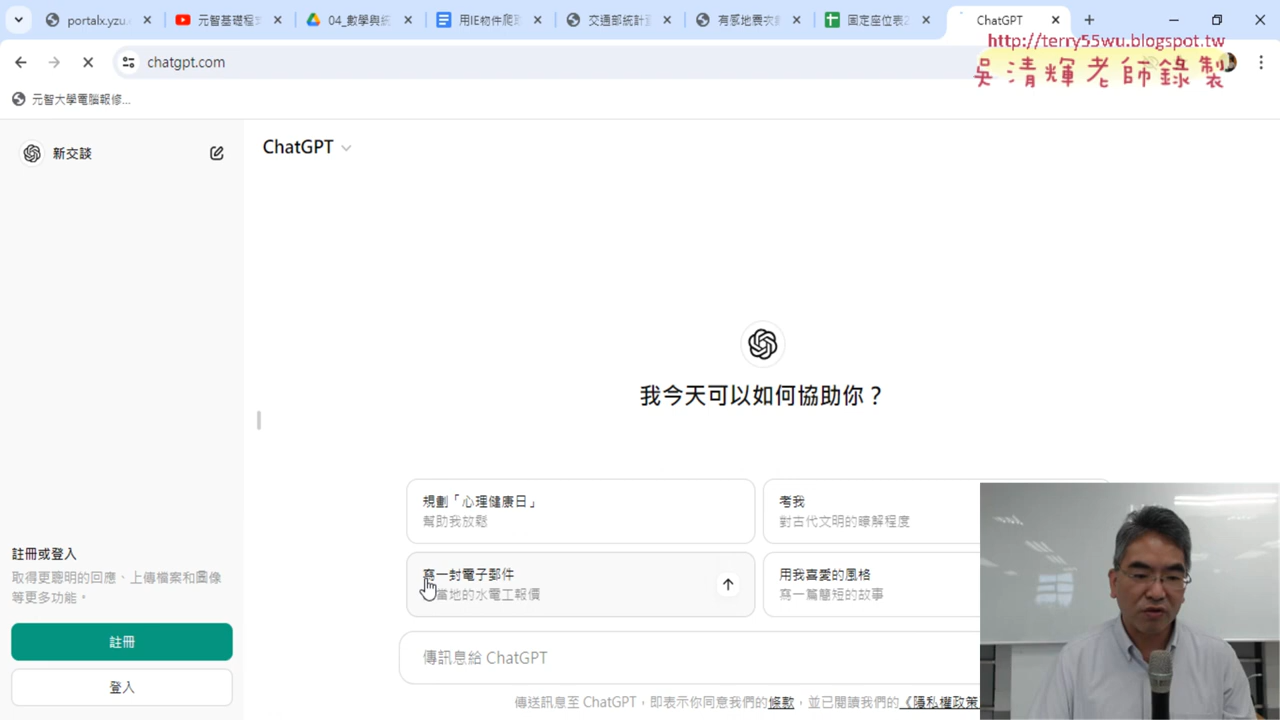 portalx.yzu.
元智基礎程式
04_數學與統
用IE物件爬
交通部統計
有感地震次
固定座位表
ChatGPT
http://terry55wu.blogspot.tw
chatgpt.com
吳清輝老師錄製
元智大學電腦報修...
新交談
ChatGPT
我今天可以如何協助你？
規劃「心理健康日」
幫助我放鬆
考我
對古代文明的瞭解程度
寫一封電子郵件
當地的水電工報價
用我喜愛的風格
寫一篇簡短的故事
註冊或登入
取得更聰明的回應、上傳檔案和圖像
等更多功能。
註冊
登入
傳訊息給 ChatGPT
傳送訊息至 ChatGPT，即表示你同意我們的條款，並已閱讀我們的《隱私權政策